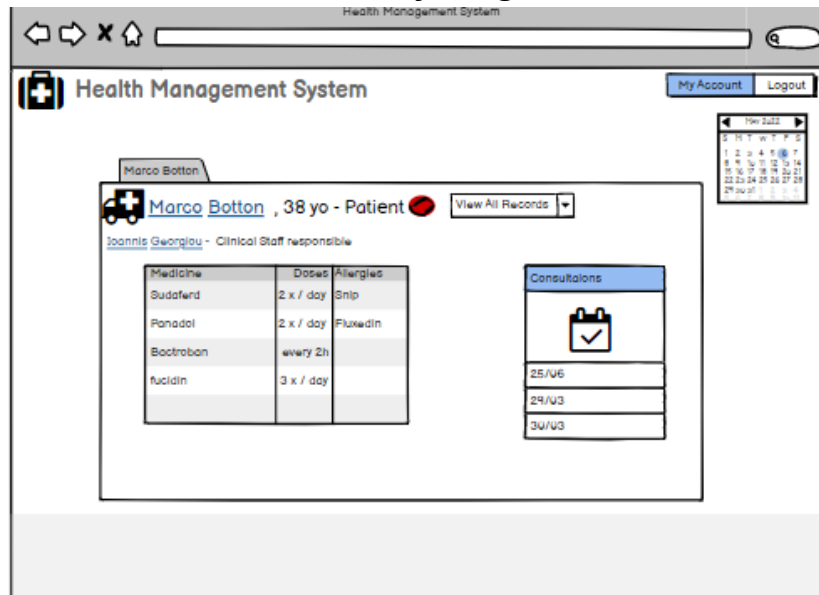 Health Management System
Health Management System
My Account Logout
May 2022
S M T W T F S
Marco Botton
Marco Botton , 38 yo - Patient View All Records
Ioannis Georgiou - Clinical Staff responsible
Medicine Doses Allergies
Sudaferd 2 x / day Snip
Panadol 2 x / day Fluxedin
Bactroban every 2h
fucidin 3 x / day
Consultaions
25/06
29/03
30/03